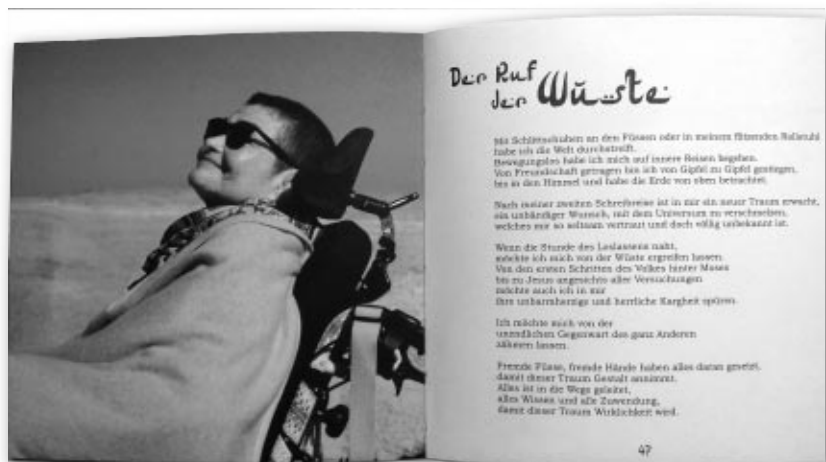 Der Ruf
der Wüste
Mit Schlittschuhen an den Füssen oder in meinem flitzenden Rollstuhl
habe ich die Welt durchstreift.
Bewegungslos habe ich mich auf innere Reisen begeben.
Von Freundschaft getragen bin ich von Gipfel zu Gipfel gestiegen,
bis in den Himmel und habe die Erde von oben betrachtet.
Nach meiner zweiten Schreibreise ist in mir ein neuer Traum erwacht,
ein unbändiger Wunsch, mit dem Universum zu verschmelzen,
welches mir so seltsam vertraut und doch völlig unbekannt ist.
Wenn die Stunde des Loslassens naht,
möchte ich mich von der Wüste ergreifen lassen.
Von den ersten Schritten des Volkes hinter Moses
bis zu Jesus angesichts aller Versuchungen
möchte auch ich in mir
ihre unbarmherzige und herrliche Kargheit spüren.
Ich möchte mich von der
unendlichen Gegenwart des ganz Anderen
zähmen lassen.
Fremde Füsse, fremde Hände haben alles daran gesetzt,
damit dieser Traum Gestalt annimmt.
Alles ist in die Wege geleitet,
alles Wissen und alle Zuwendung,
damit dieser Traum Wirklichkeit wird.
47